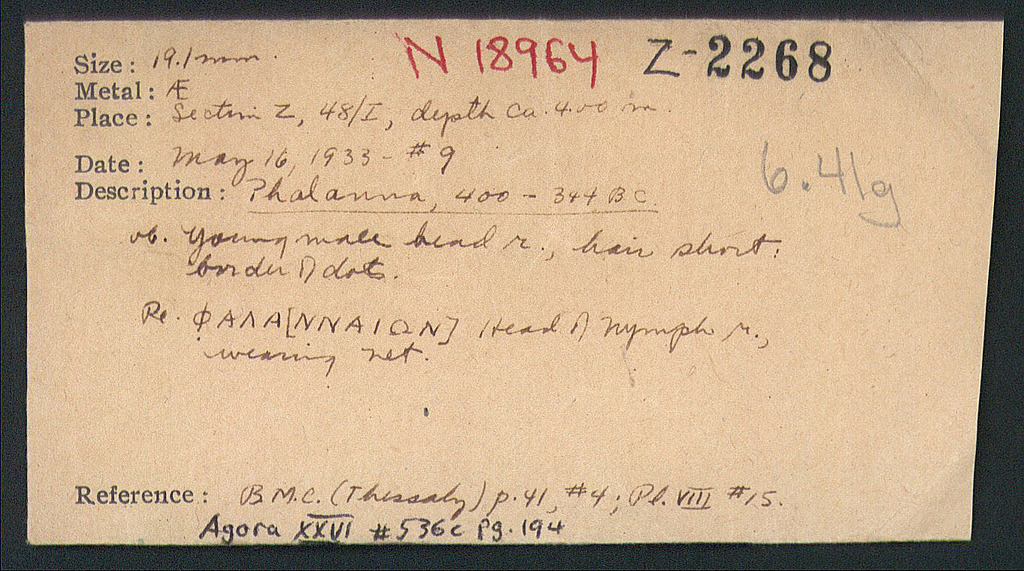 N 18964 Z-2268
Size: 19.1 mm.
Metal: Æ
Place: Section Z, 48/I, depth ca. 4.00 m.
Date: May 16, 1933 - #9
6.41g
Description: Phalanna, 400 - 344 B.C.
ob. Young male head r., hair short.
border of dots.
Re. ΦΑΛΑ[ΝΝΑΙΩΝ] Head of Nymph r.,
wearing net.
Reference: B.M.C. (Thessaly) p. 41, #4; Pl. VIII #15.
Agora XXVI #536c pg. 194